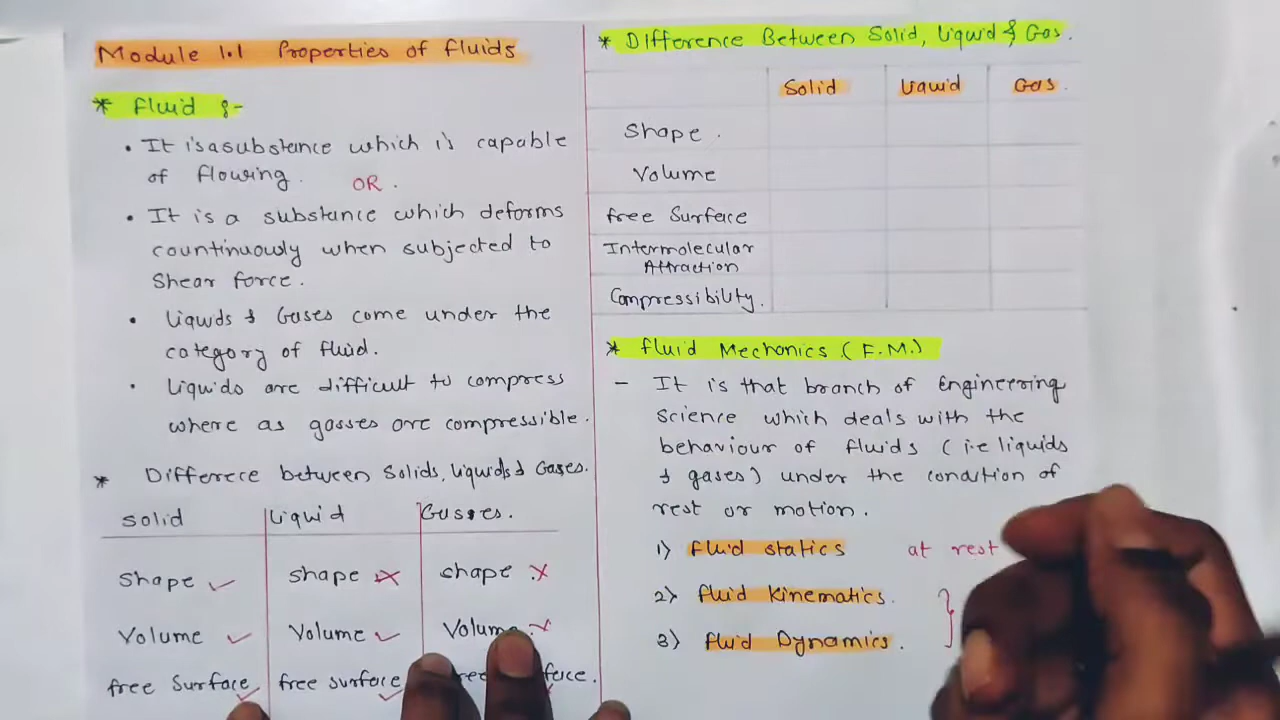 Module 1.1 Properties of fluids
* fluid :-
• It is a substance which is capable
of flowing.
OR.
• It is a substance which deforms
countinuously when subjected to
Shear force.
• Liquids & Gases come under the
category of fluid.
• Liquids are difficult to compress
where as gasses are compressible.
* Differece between Solids, Liquids & Gases.
Solid Liquid Gasses.
Shape ✓ Shape × Shape ×
Volume ✓ Volume ✓ Volume ×
free Surface ✓ free surface ✓
* Difference Between Solid, Liquid & Gas.
Solid Liquid Gas.
Shape.
Volume
free Surface
Intermolecular
Attraction
Compressibility.
* fluid Mechanics (F.M.)
- It is that branch of Engineering
Science which deals with the
behaviour of fluids (i.e liquids
& gases) under the condition of
rest or motion.
1) fluid statics at rest
2) fluid Kinematics. }
3) fluid Dynamics.